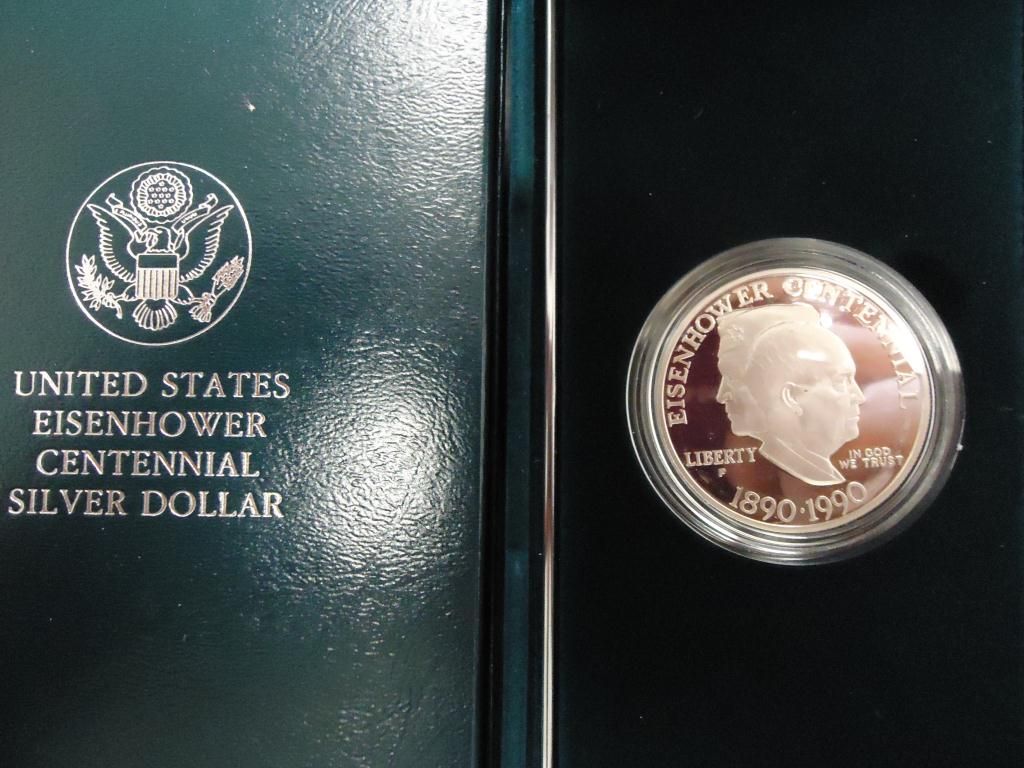 UNITED STATES
EISENHOWER
CENTENNIAL
SILVER DOLLAR
EISENHOWER CENTENNIAL
LIBERTY
P
IN GOD
WE TRUST
1890·1990